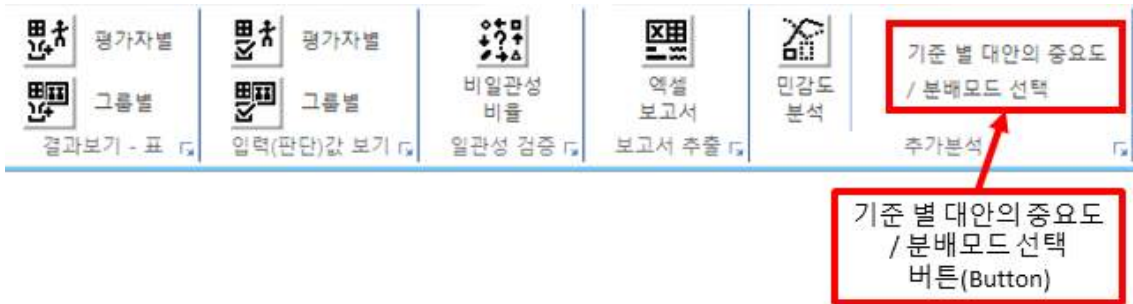 평가자별
그룹별
결과보기 - 표
평가자별
그룹별
입력(판단)값 보기
비일관성
비율
일관성 검증
엑셀
보고서
보고서 추출
민감도
분석
기준 별 대안의 중요도
/ 분배모드 선택
추가분석
기준 별 대안의 중요도
/ 분배모드 선택
버튼(Button)